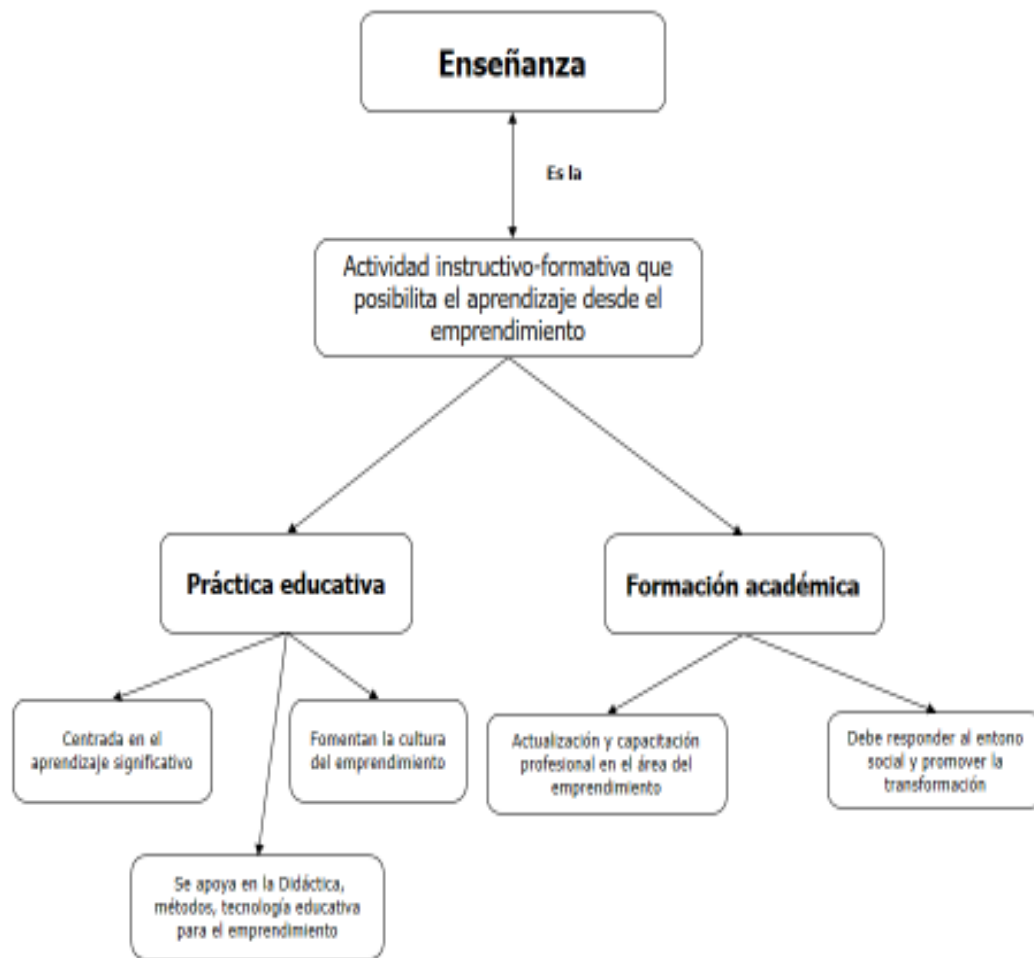 Enseñanza
Es la
Actividad instructivo-formativa que
posibilita el aprendizaje desde el
emprendimiento
Práctica educativa
Formación académica
Centrada en el
aprendizaje significativo
Fomentan la cultura
del emprendimiento
Actualización y capacitación
profesional en el área del
emprendimiento
Debe responder al entono
social y promover la
transformación
Se apoya en la Didáctica,
métodos, tecnología educativa
para el emprendimiento